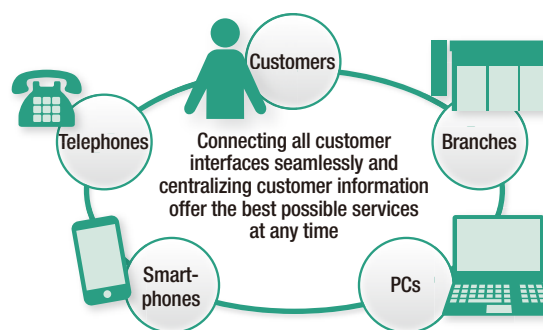 Customers
Telephones
Branches
Connecting all customer
interfaces seamlessly and
centralizing customer information
offer the best possible services
at any time
Smart-
phones
PCs